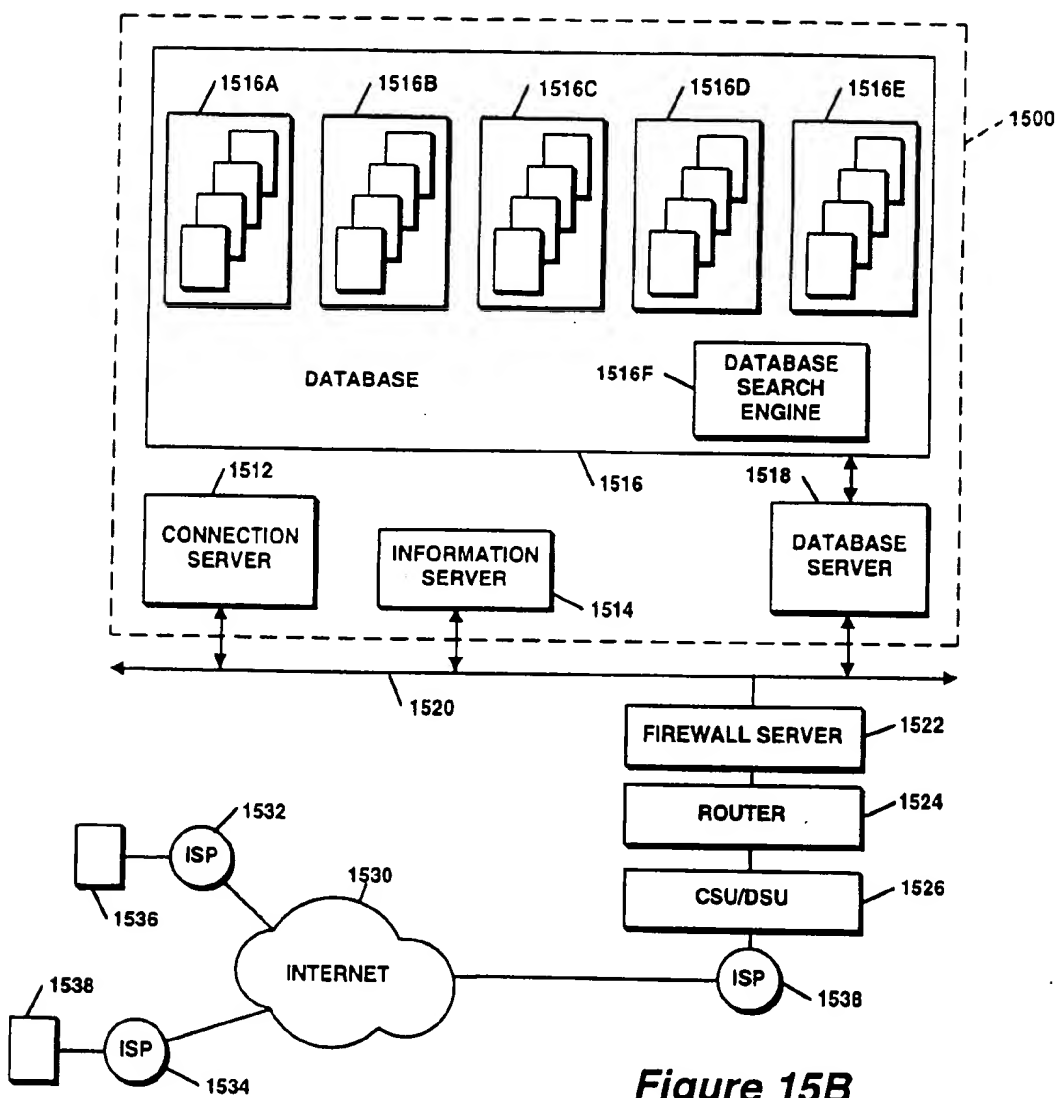 1516A
1516B
1516C
1516D
1516E
1500
DATABASE
1516F
DATABASE
SEARCH
ENGINE
1512
1516
1518
CONNECTION
SERVER
INFORMATION
SERVER
1514
DATABASE
SERVER
1520
FIREWALL SERVER
1522
ROUTER
1524
CSU/DSU
1526
1532
ISP
1536
1530
INTERNET
ISP
1538
1538
ISP
1534
Figure 15B